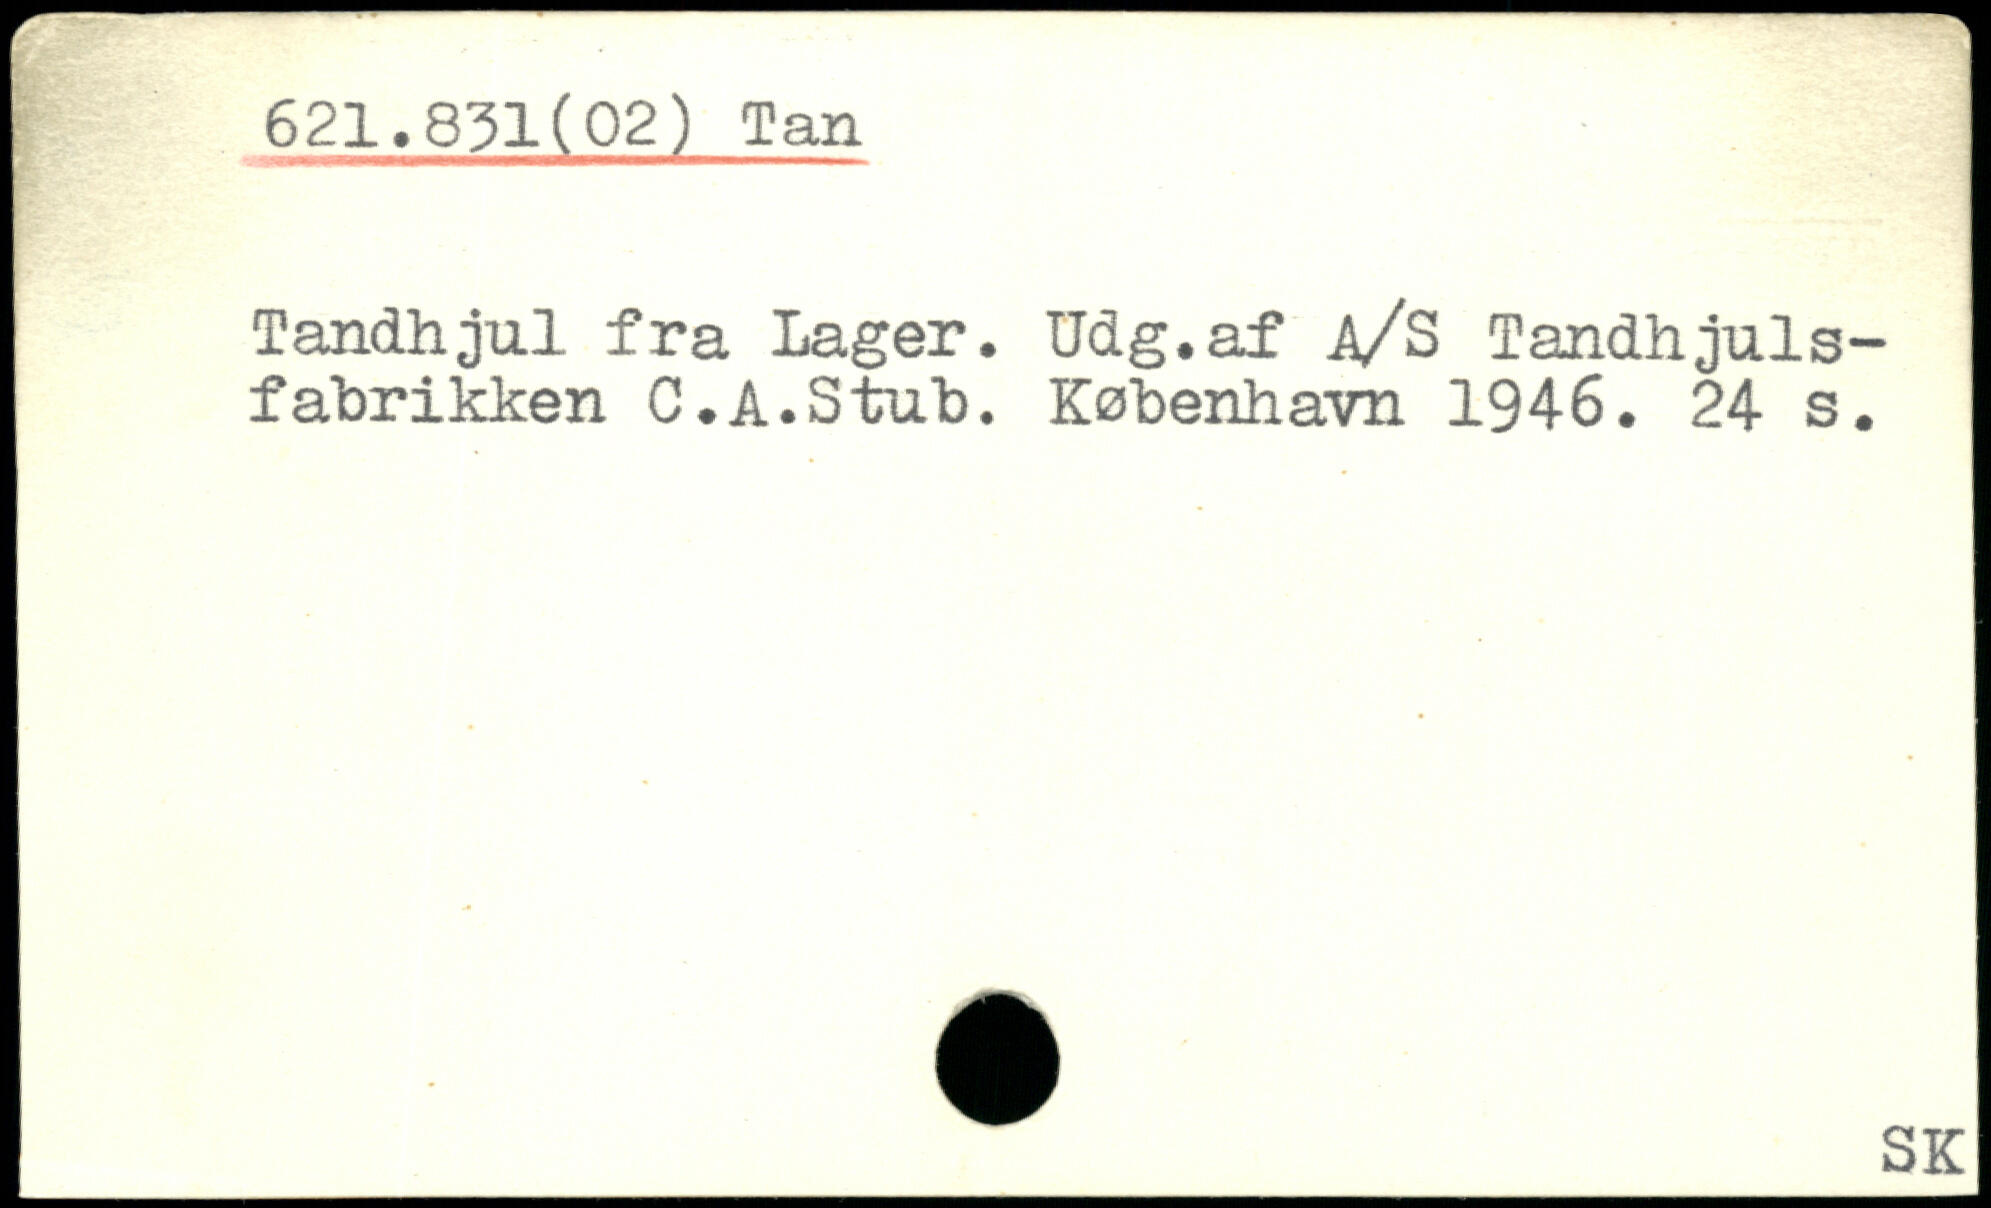 621.831(02) Tan
Tandhjul fra Lager. Udg.af A/S Tandhjuls-
fabrikken C.A.Stub. København 1946. 24 s.
SK